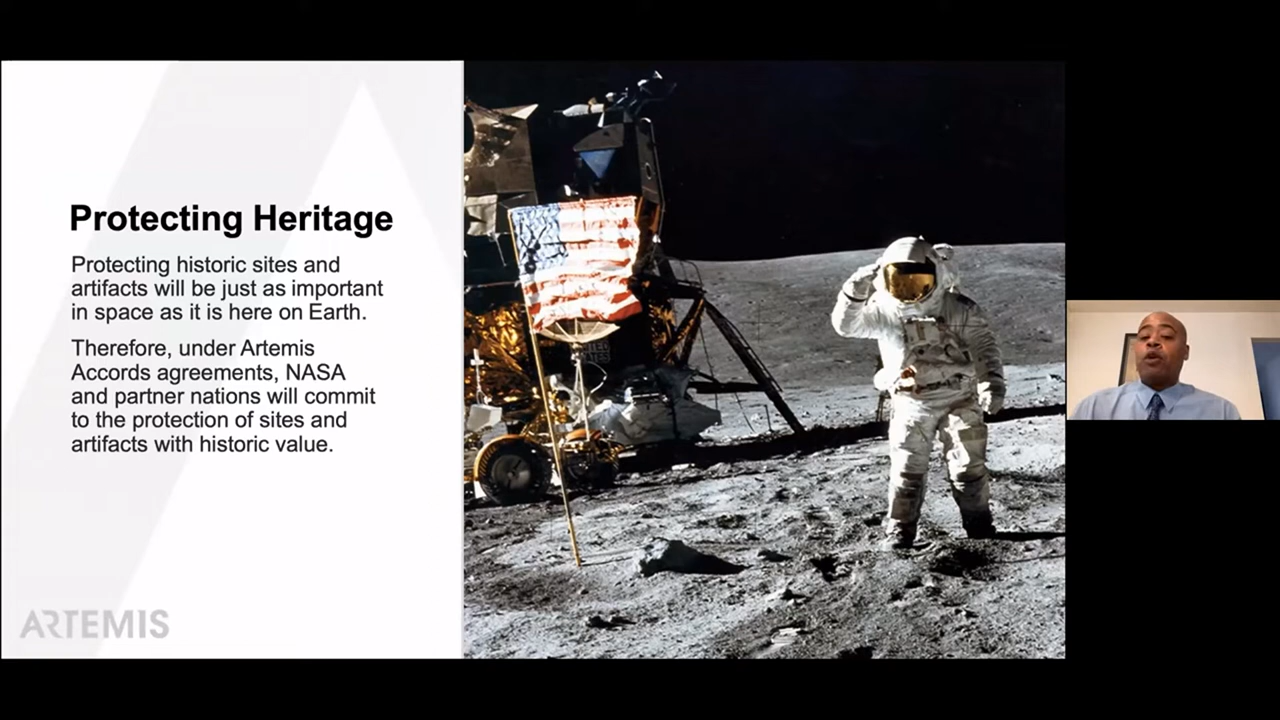 Protecting Heritage
Protecting historic sites and
artifacts will be just as important
in space as it is here on Earth.
Therefore, under Artemis
Accords agreements, NASA
and partner nations will commit
to the protection of sites and
artifacts with historic value.
ARTEMIS
UNITED
STATES